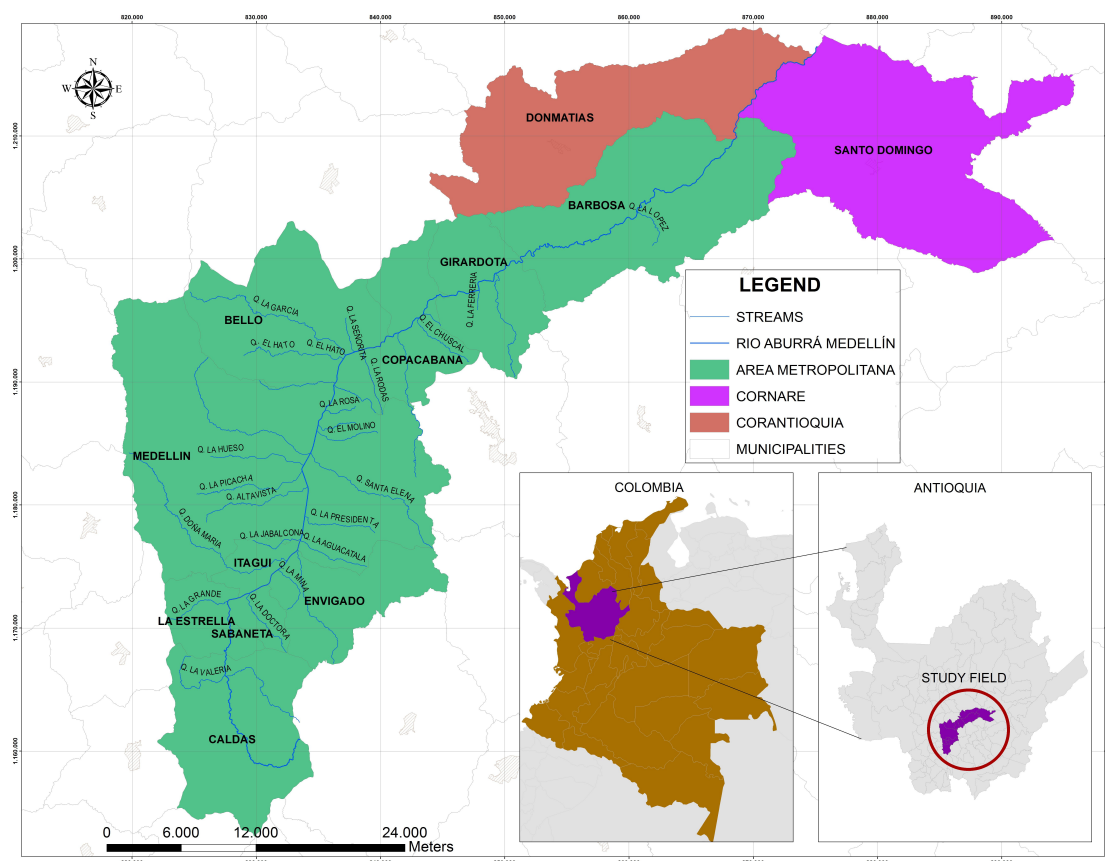 820.000
830.000
840.000
850.000
860.000
870.000
880.000
890.000
N
W
E
S
1.210.000
1.200.000
1.190.000
1.180.000
1.170.000
1.160.000
DONMATIAS
SANTO DOMINGO
BARBOSA
Q. LA LOPEZ
GIRARDOTA
Q. LA FERRERIA
Q. LA GARCIA
BELLO
Q. LA SEÑORITA
Q. EL CHUSCAL
Q. EL HATO
Q. EL HATO
COPACABANA
Q. LA RODAS
Q. LA ROSA
Q. EL MOLINO
Q. LA HUESO
MEDELLIN
Q. LA PICACHA
Q. ALTAVISTA
Q. SANTA ELENA
Q. DOÑA MARIA
Q. LA PRESIDENTA
Q. LA JABALCONA
Q. LA AGUACATALA
ITAGUI
Q. LA MINA
Q. LA GRANDE
ENVIGADO
Q. LA DOCTORA
LA ESTRELLA
SABANETA
Q. LA VALERIA
CALDAS
0 6.000 12.000 24.000
Meters
LEGEND
STREAMS
RIO ABURRÁ MEDELLÍN
AREA METROPOLITANA
CORNARE
CORANTIOQUIA
MUNICIPALITIES
COLOMBIA
ANTIOQUIA
STUDY FIELD